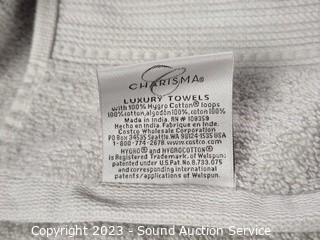 CHARISMA®
LUXURY TOWELS
with 100% Hygro Cotton® loops
100% cotton, algodón 100%, coton 100%
Made in India. RN # 108359
Hecho en India. Fabrique en Inde.
Costco Wholesale Corporation
PO Box 34535 Seattle, WA 98124-1535 USA
1-800-774-2678. www.costco.com
HYGRO® and HYGROCOTTON®
is Registered Trademark, of Welspun;
patented under U.S.Pat No. 8,733,075
and corresponding international
patents/applications, of Welspun.
Copyright 2023 - Sound Auction Service